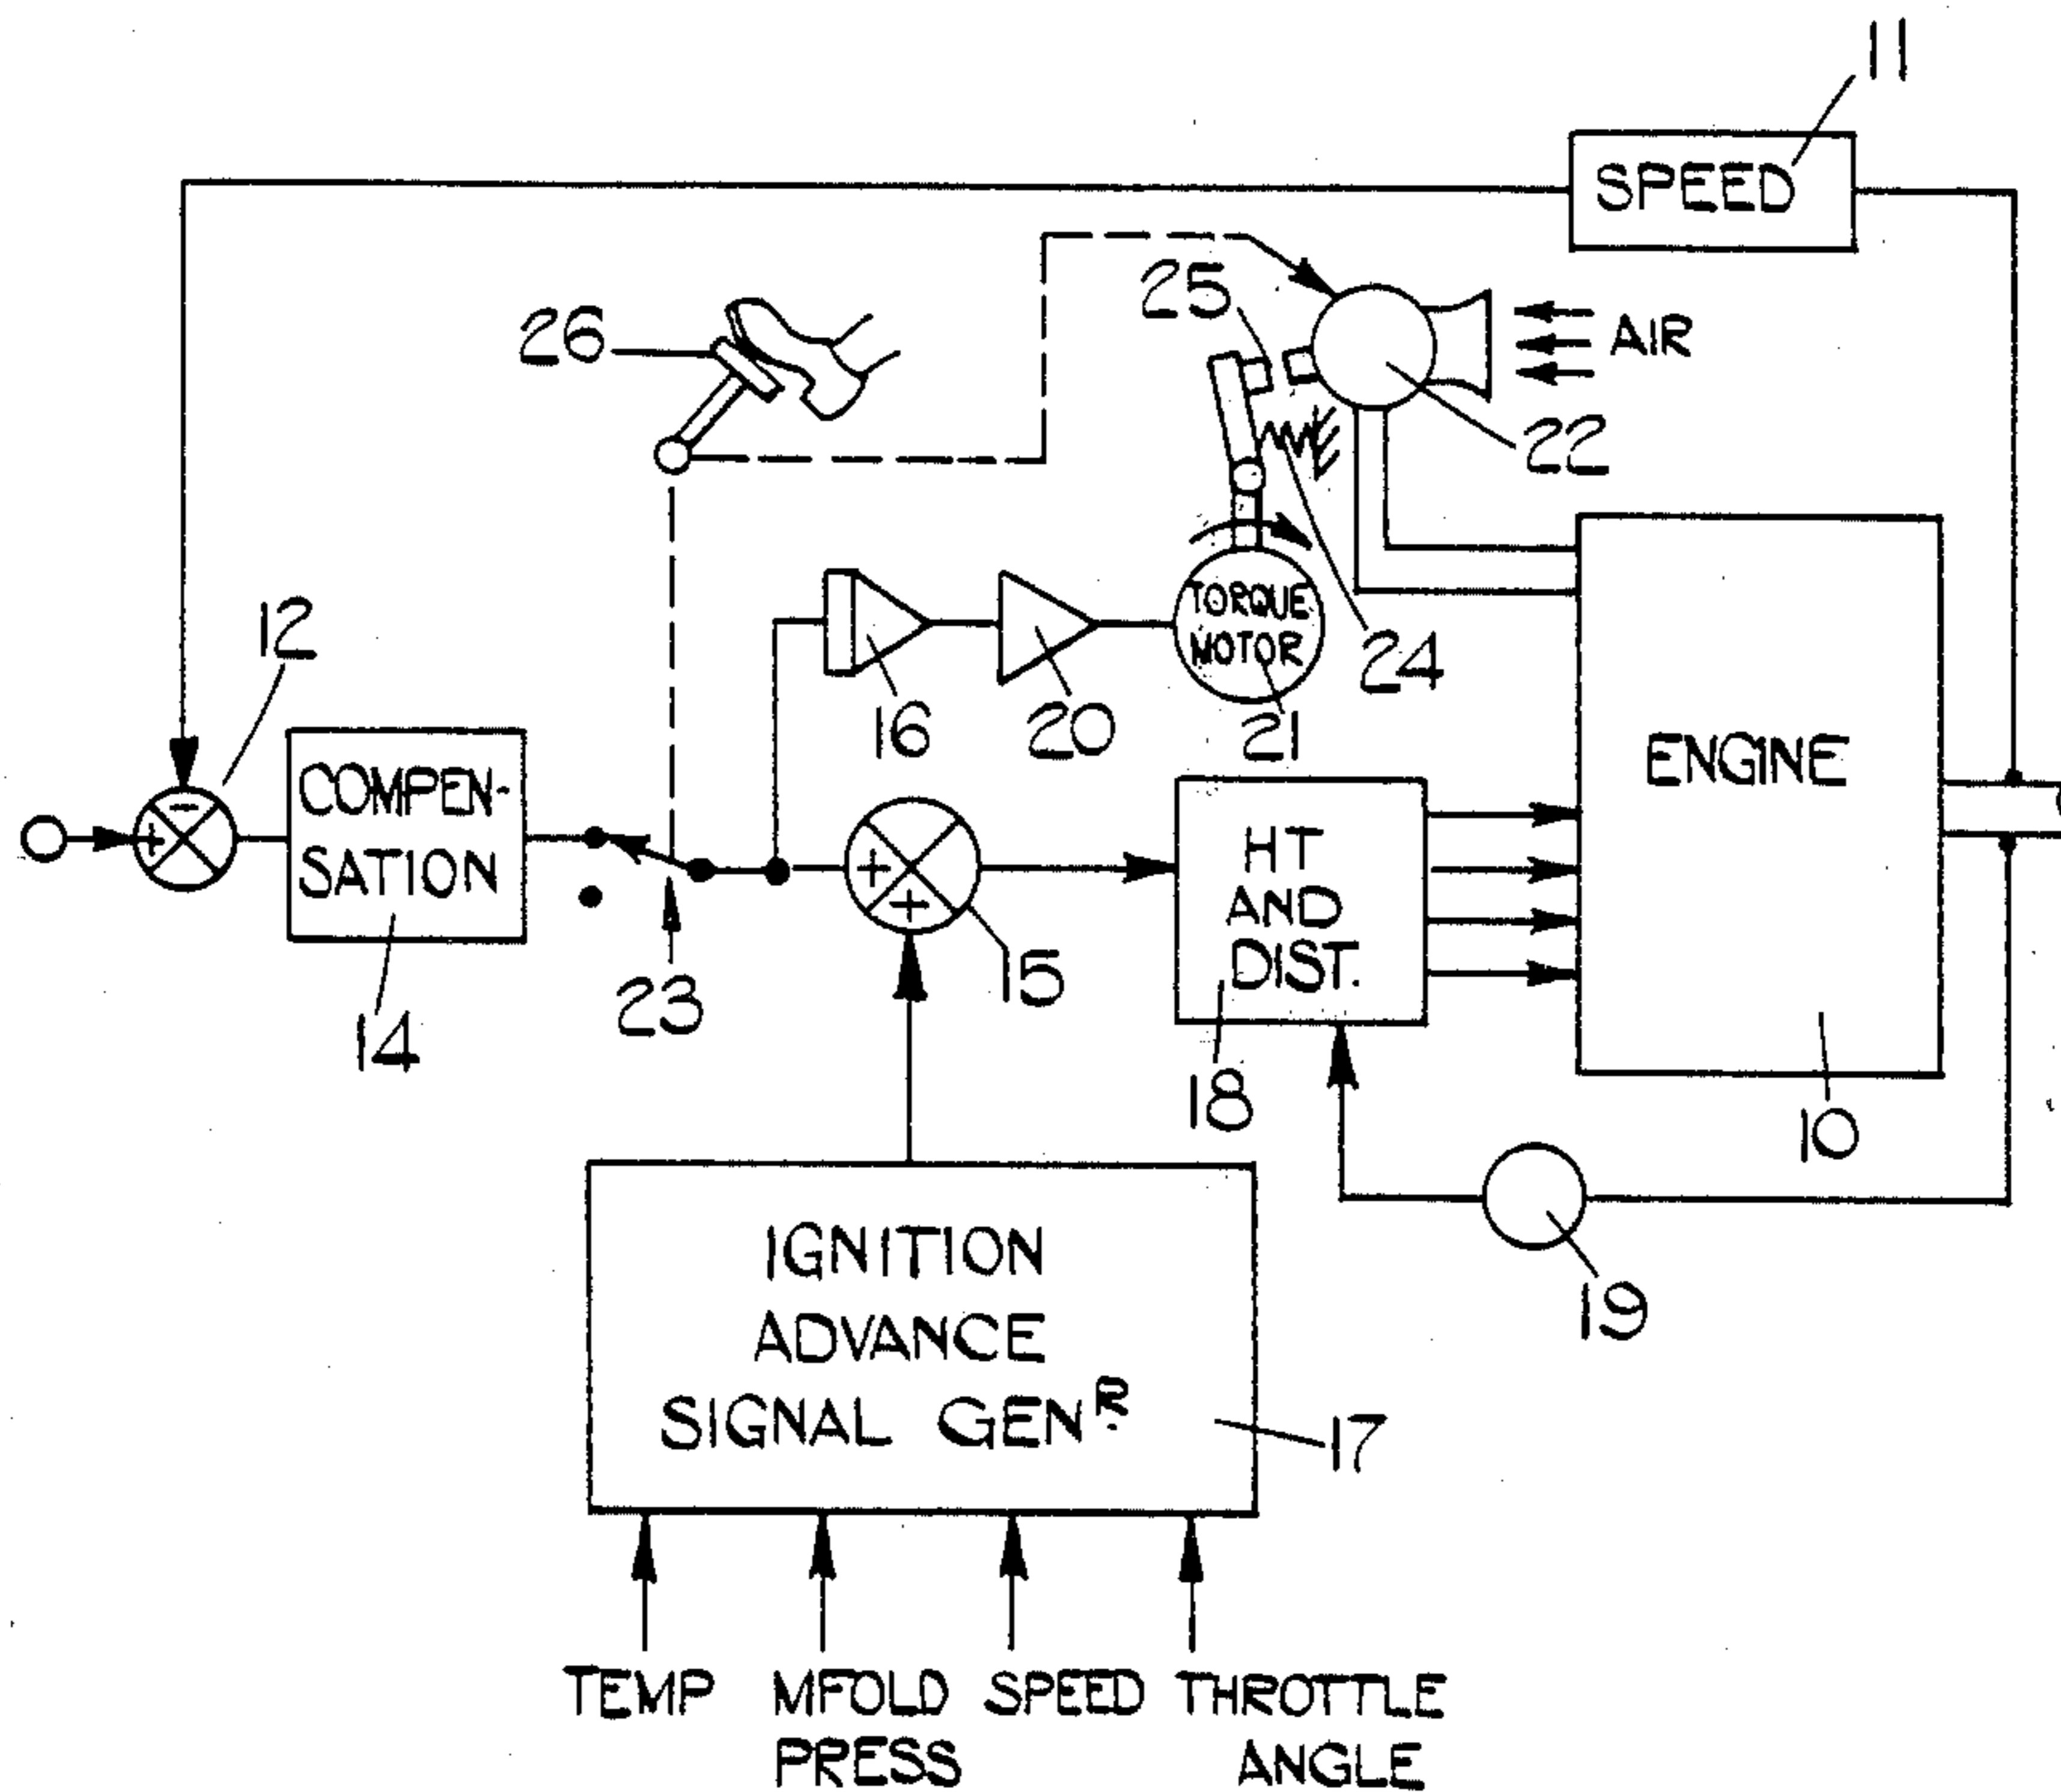 11
SPEED
25
AIR
26
22
12
TORQUE
MOTOR
24
16
20
21
COMPEN-
SATION
ENGINE
HT
AND
DIST.
+
-
+
+
15
23
14
18
10
IGNITION
ADVANCE
SIGNAL GENR.
17
19
TEMP
MFOLD
PRESS
SPEED
THROTTLE
ANGLE